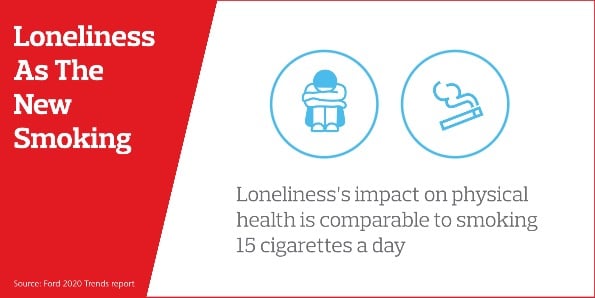 Loneliness
As The
New
Smoking
Loneliness's impact on physical
health is comparable to smoking
15 cigarettes a day
Source: Ford 2020 Trends report